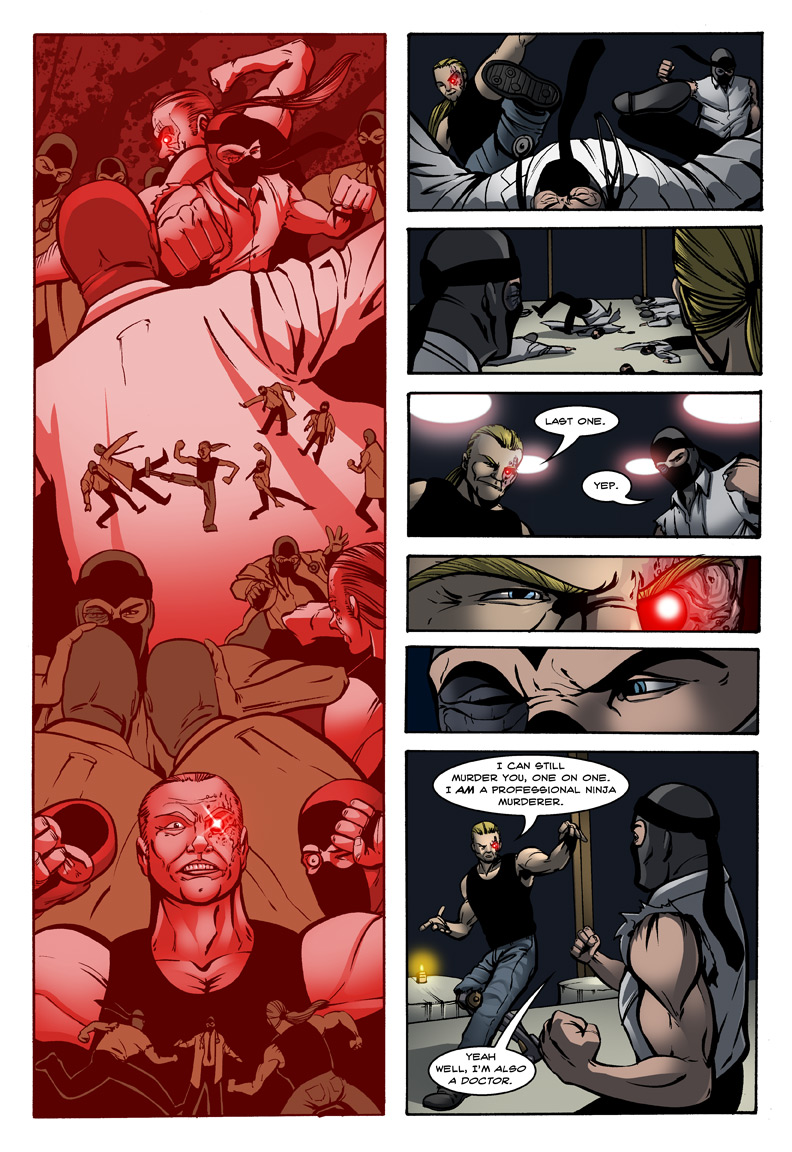 LAST ONE.
YEP.
I CAN STILL
MURDER YOU, ONE ON ONE.
I AM A PROFESSIONAL NINJA
MURDERER.
YEAH
WELL, I'M ALSO
A DOCTOR.